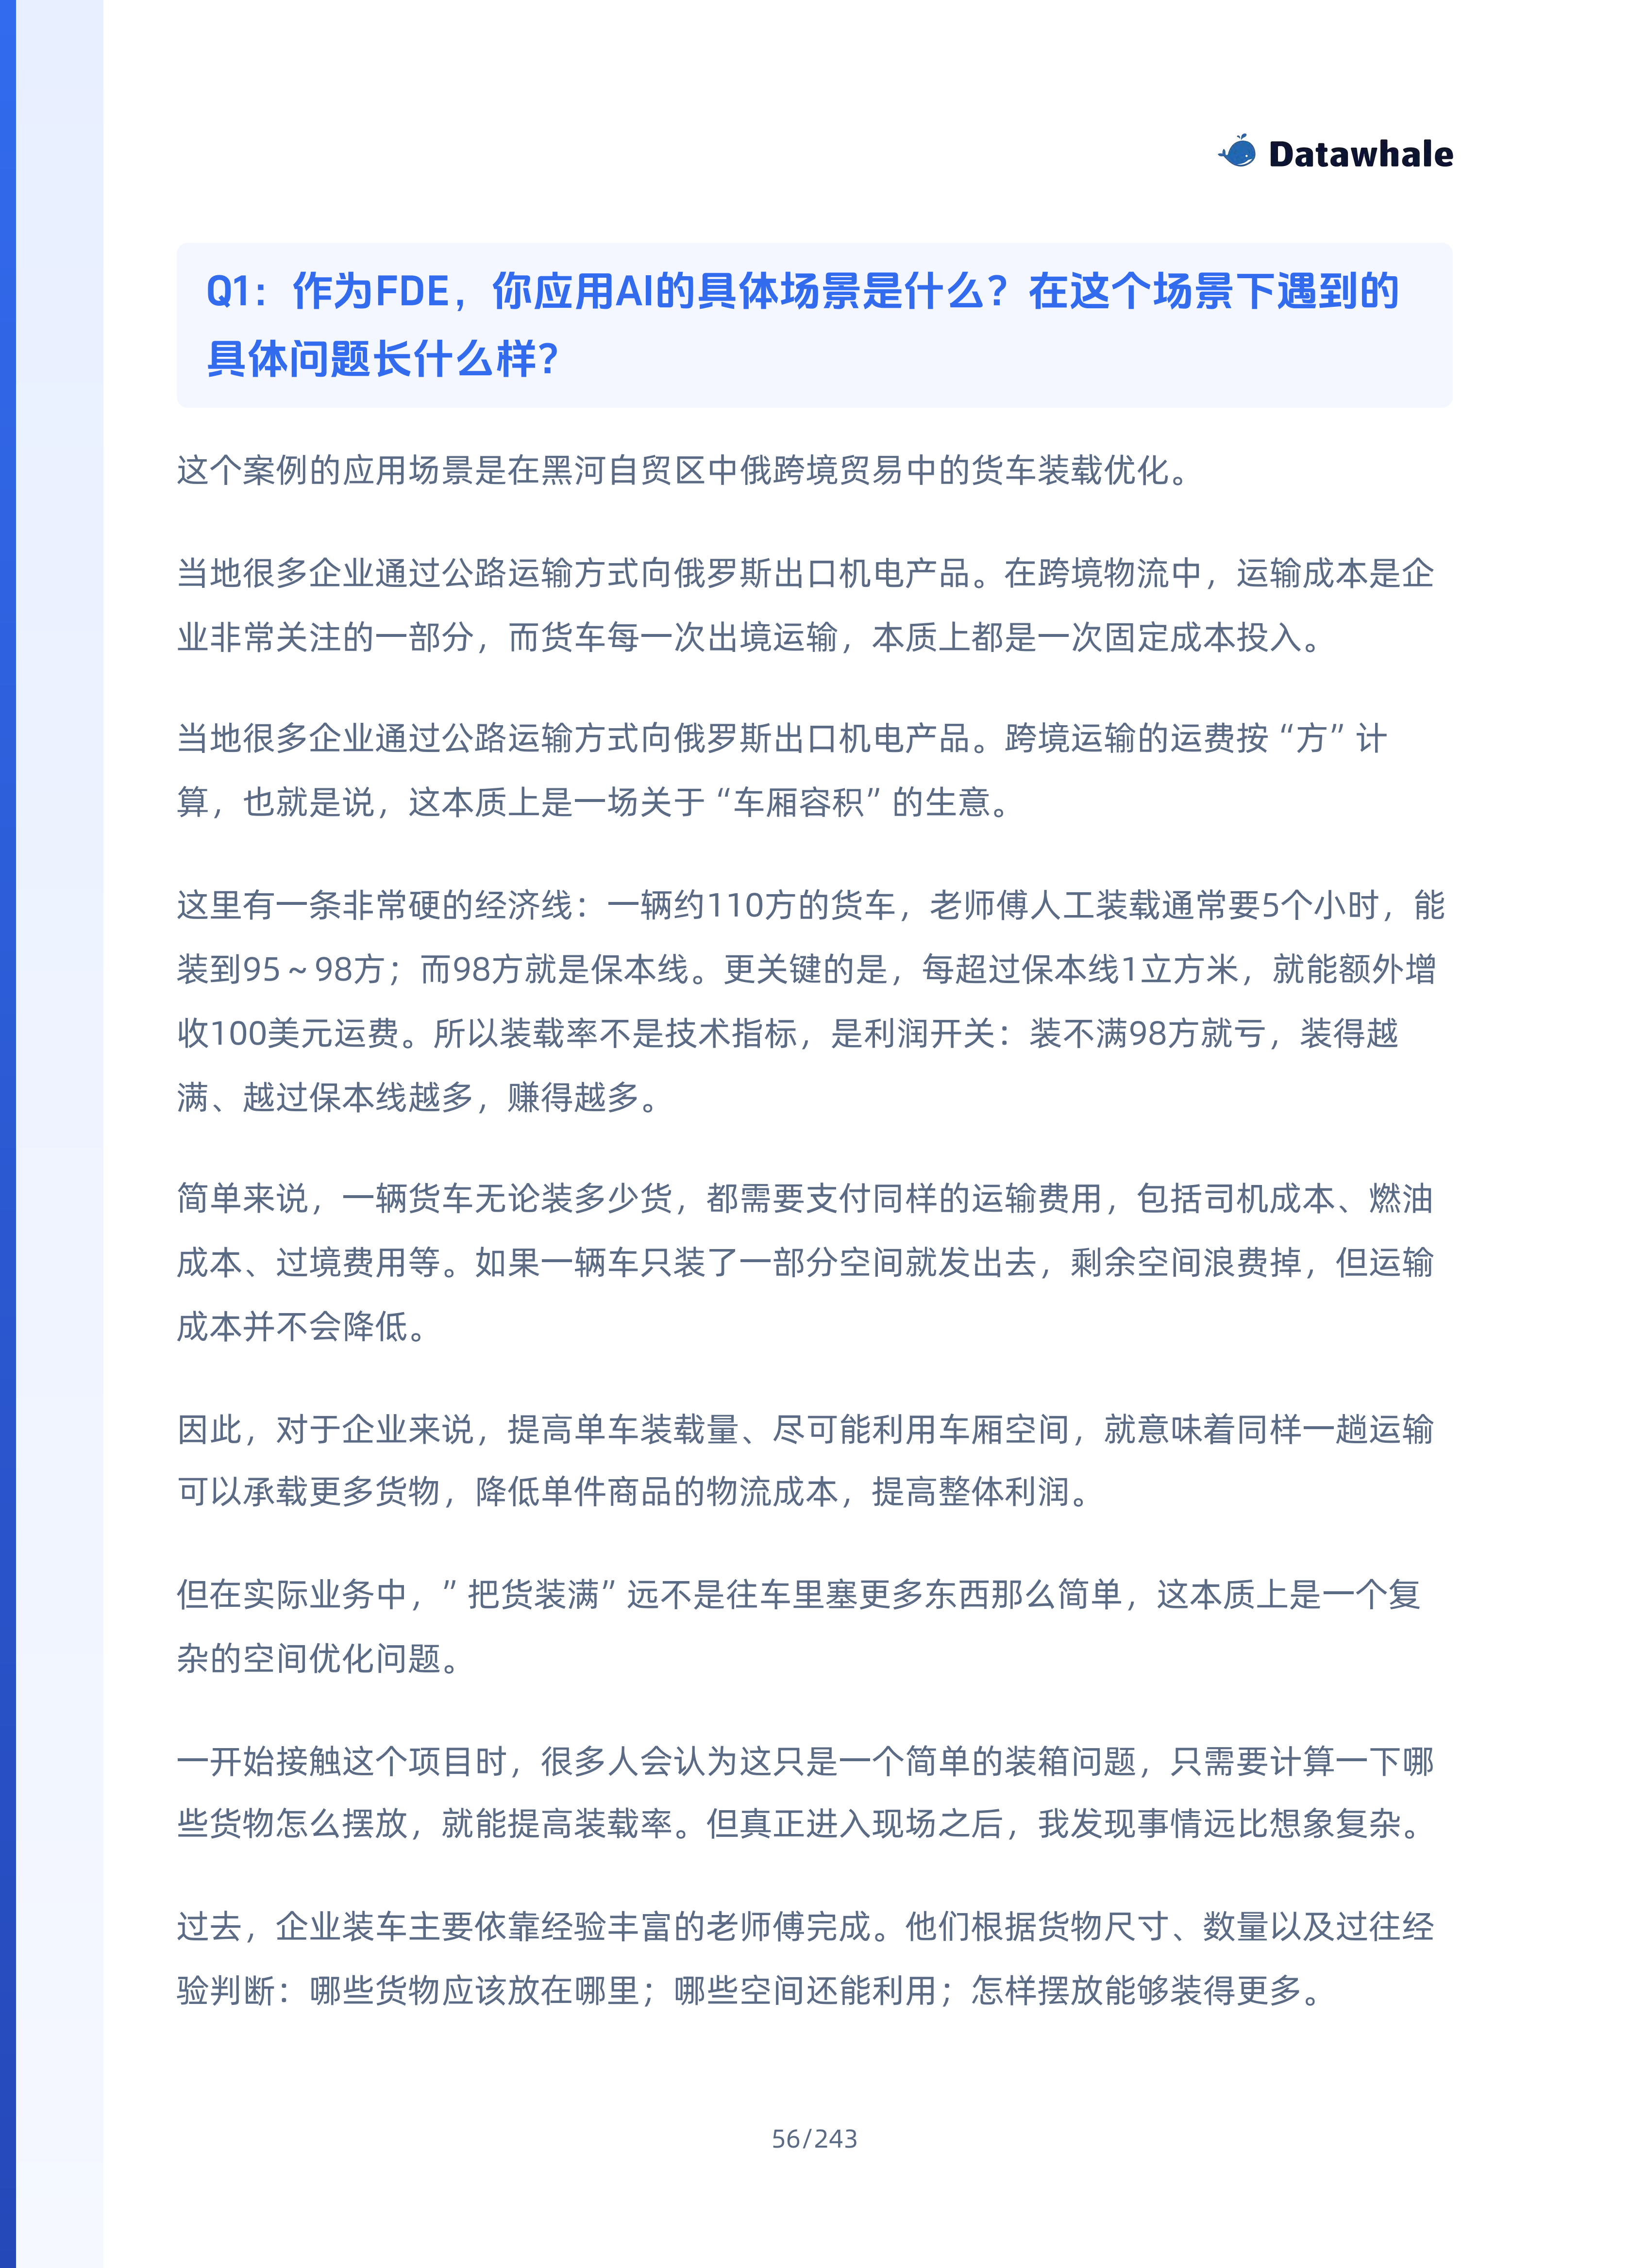 Datawhale
Q1：作为FDE，你应用AI的具体场景是什么？在这个场景下遇到的
具体问题长什么样？
这个案例的应用场景是在黑河自贸区中俄跨境贸易中的货车装载优化。
当地很多企业通过公路运输方式向俄罗斯出口机电产品。在跨境物流中，运输成本是企
业非常关注的一部分，而货车每一次出境运输，本质上都是一次固定成本投入。
当地很多企业通过公路运输方式向俄罗斯出口机电产品。跨境运输的运费按“方”计
算，也就是说，这本质上是一场关于“车厢容积”的生意。
这里有一条非常硬的经济线：一辆约110方的货车，老师傅人工装载通常要5个小时，能
装到95～98方；而98方就是保本线。更关键的是，每超过保本线1立方米，就能额外增
收100美元运费。所以装载率不是技术指标，是利润开关：装不满98方就亏，装得越
满、越过保本线越多，赚得越多。
简单来说，一辆货车无论装多少货，都需要支付同样的运输费用，包括司机成本、燃油
成本、过境费用等。如果一辆车只装了一部分空间就发出去，剩余空间浪费掉，但运输
成本并不会降低。
因此，对于企业来说，提高单车装载量、尽可能利用车厢空间，就意味着同样一趟运输
可以承载更多货物，降低单件商品的物流成本，提高整体利润。
但在实际业务中，”把货装满”远不是往车里塞更多东西那么简单，这本质上是一个复
杂的空间优化问题。
一开始接触这个项目时，很多人会认为这只是一个简单的装箱问题，只需要计算一下哪
些货物怎么摆放，就能提高装载率。但真正进入现场之后，我发现事情远比想象复杂。
过去，企业装车主要依靠经验丰富的老师傅完成。他们根据货物尺寸、数量以及过往经
验判断：哪些货物应该放在哪里；哪些空间还能利用；怎样摆放能够装得更多。
56/243